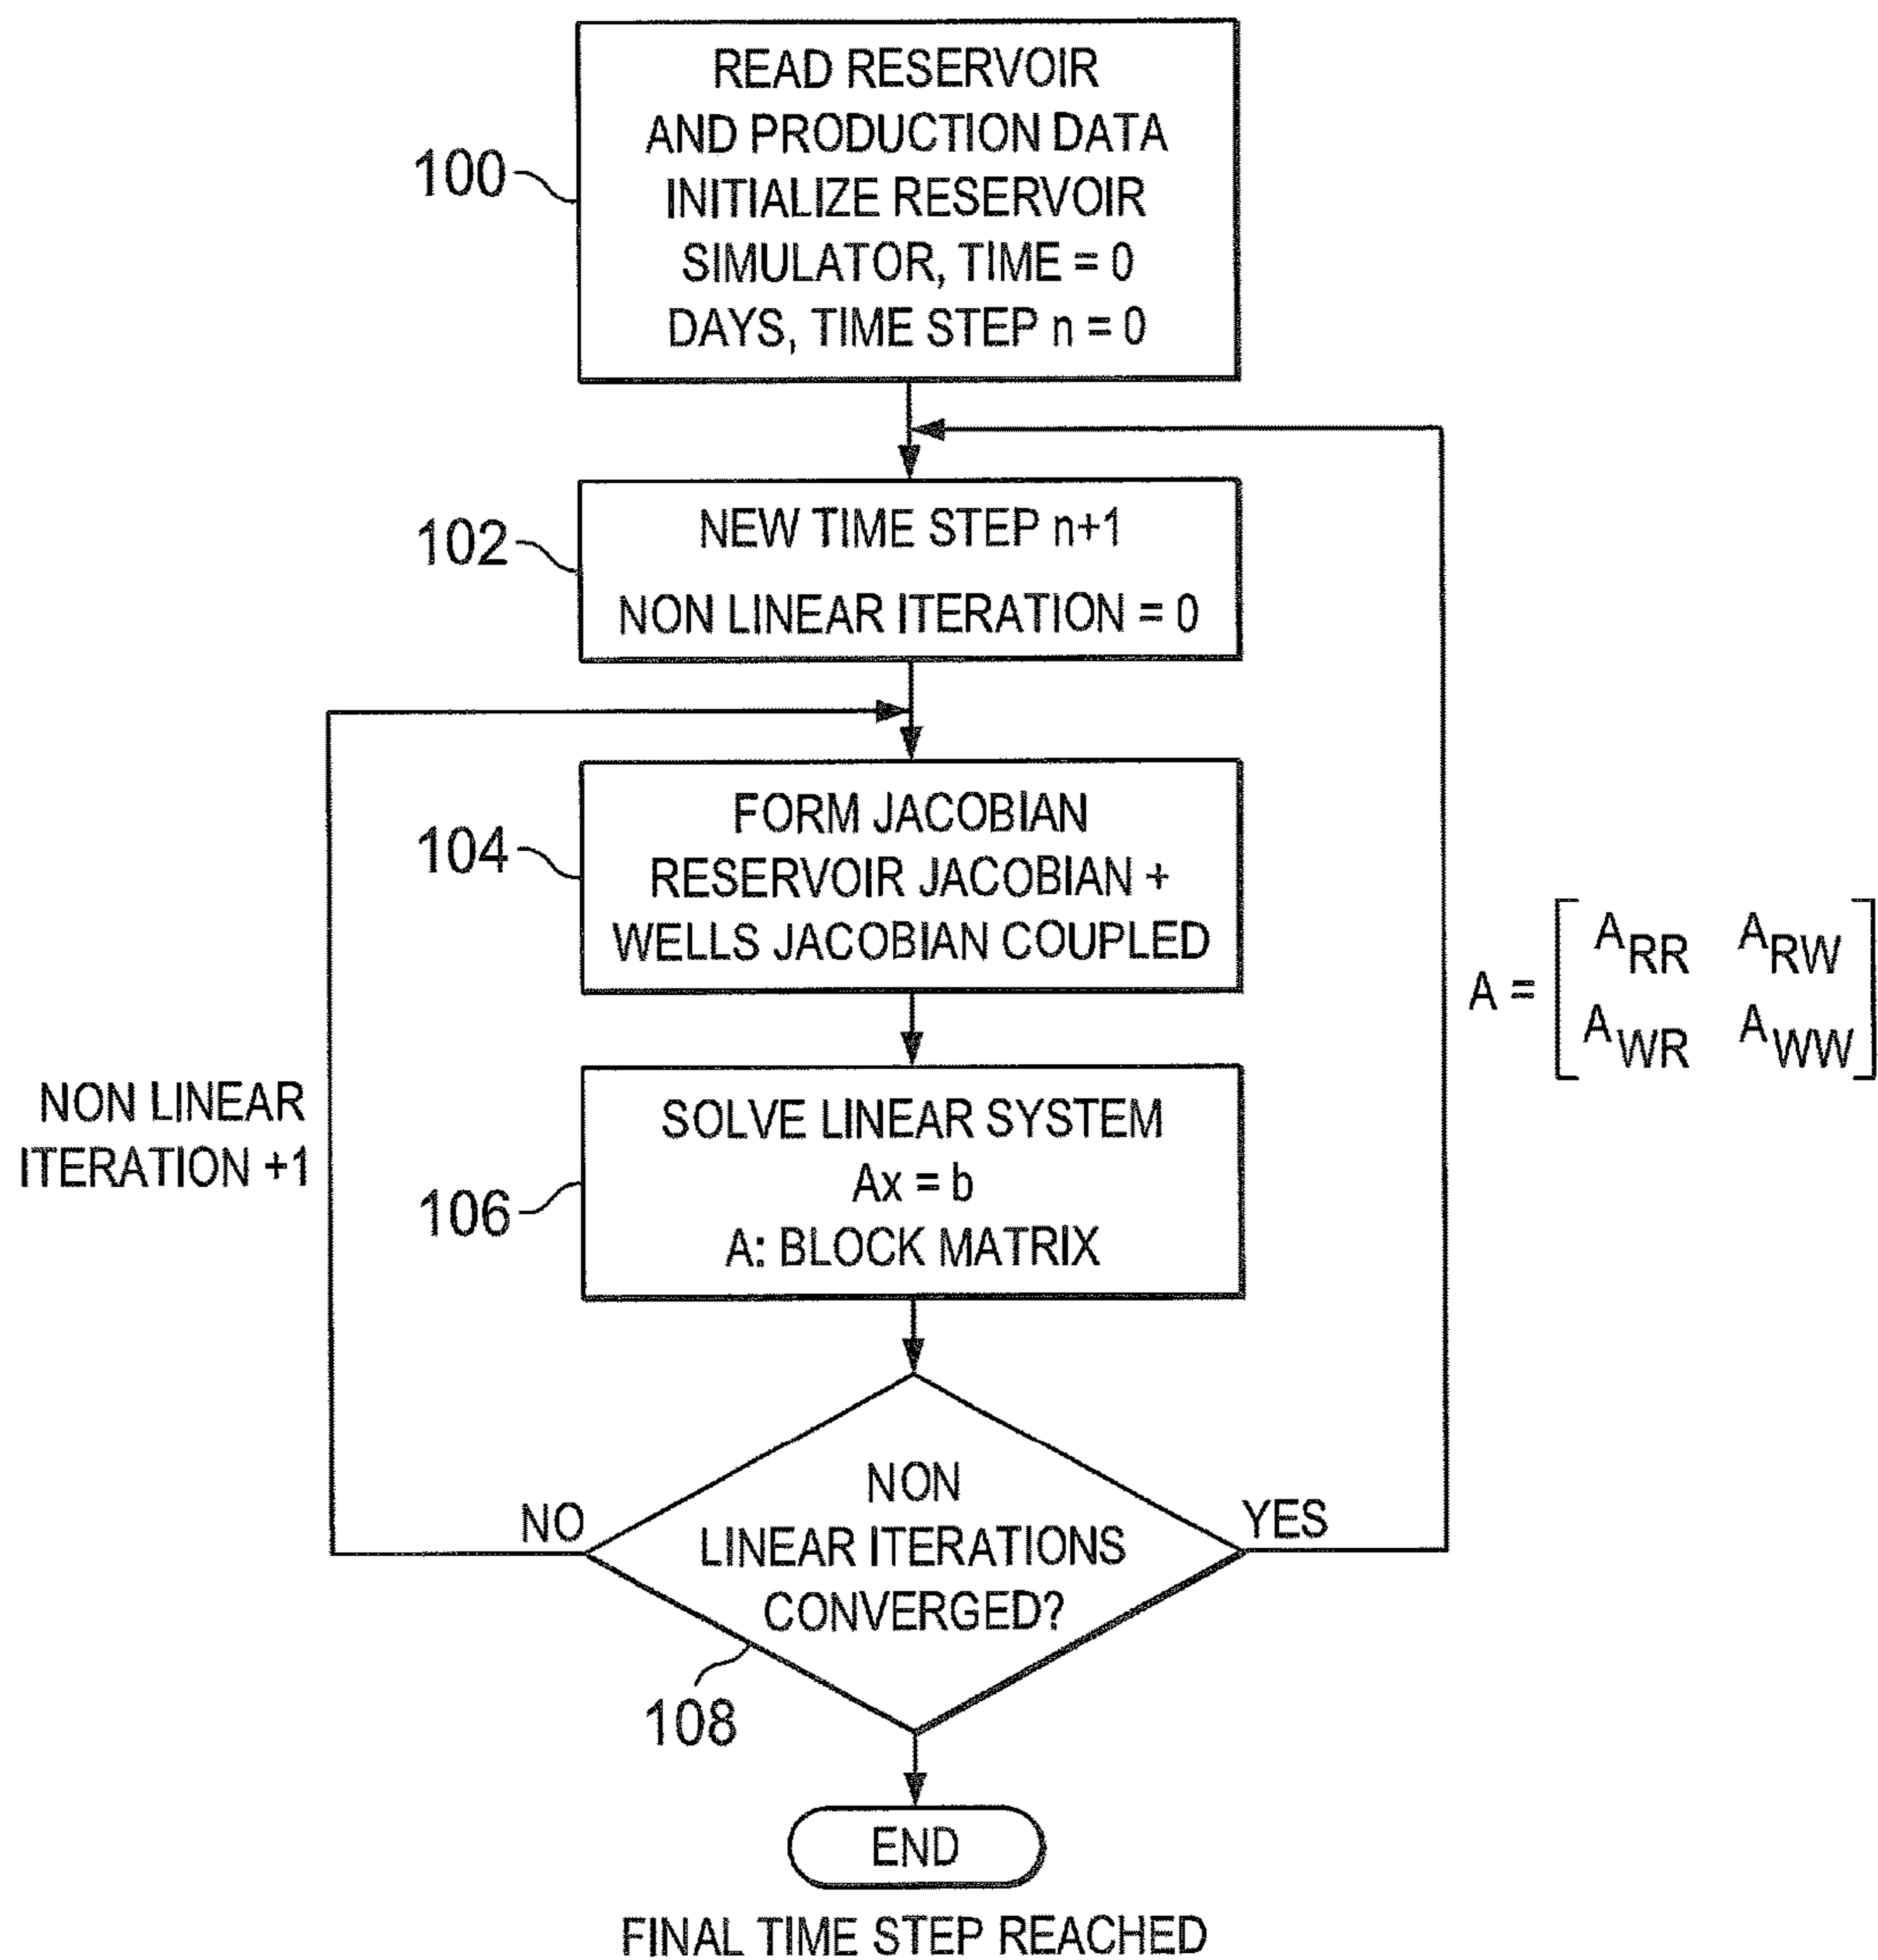 READ RESERVOIR
AND PRODUCTION DATA
INITIALIZE RESERVOIR
SIMULATOR, TIME = 0
DAYS, TIME STEP n = 0
100
NEW TIME STEP n+1
NON LINEAR ITERATION = 0
102
FORM JACOBIAN
RESERVOIR JACOBIAN +
WELLS JACOBIAN COUPLED
104
A = [ A_RR A_RW
A_WR A_WW ]
NON LINEAR
ITERATION +1
SOLVE LINEAR SYSTEM
Ax = b
A: BLOCK MATRIX
106
NO
NON
LINEAR ITERATIONS
CONVERGED?
YES
108
END
FINAL TIME STEP REACHED